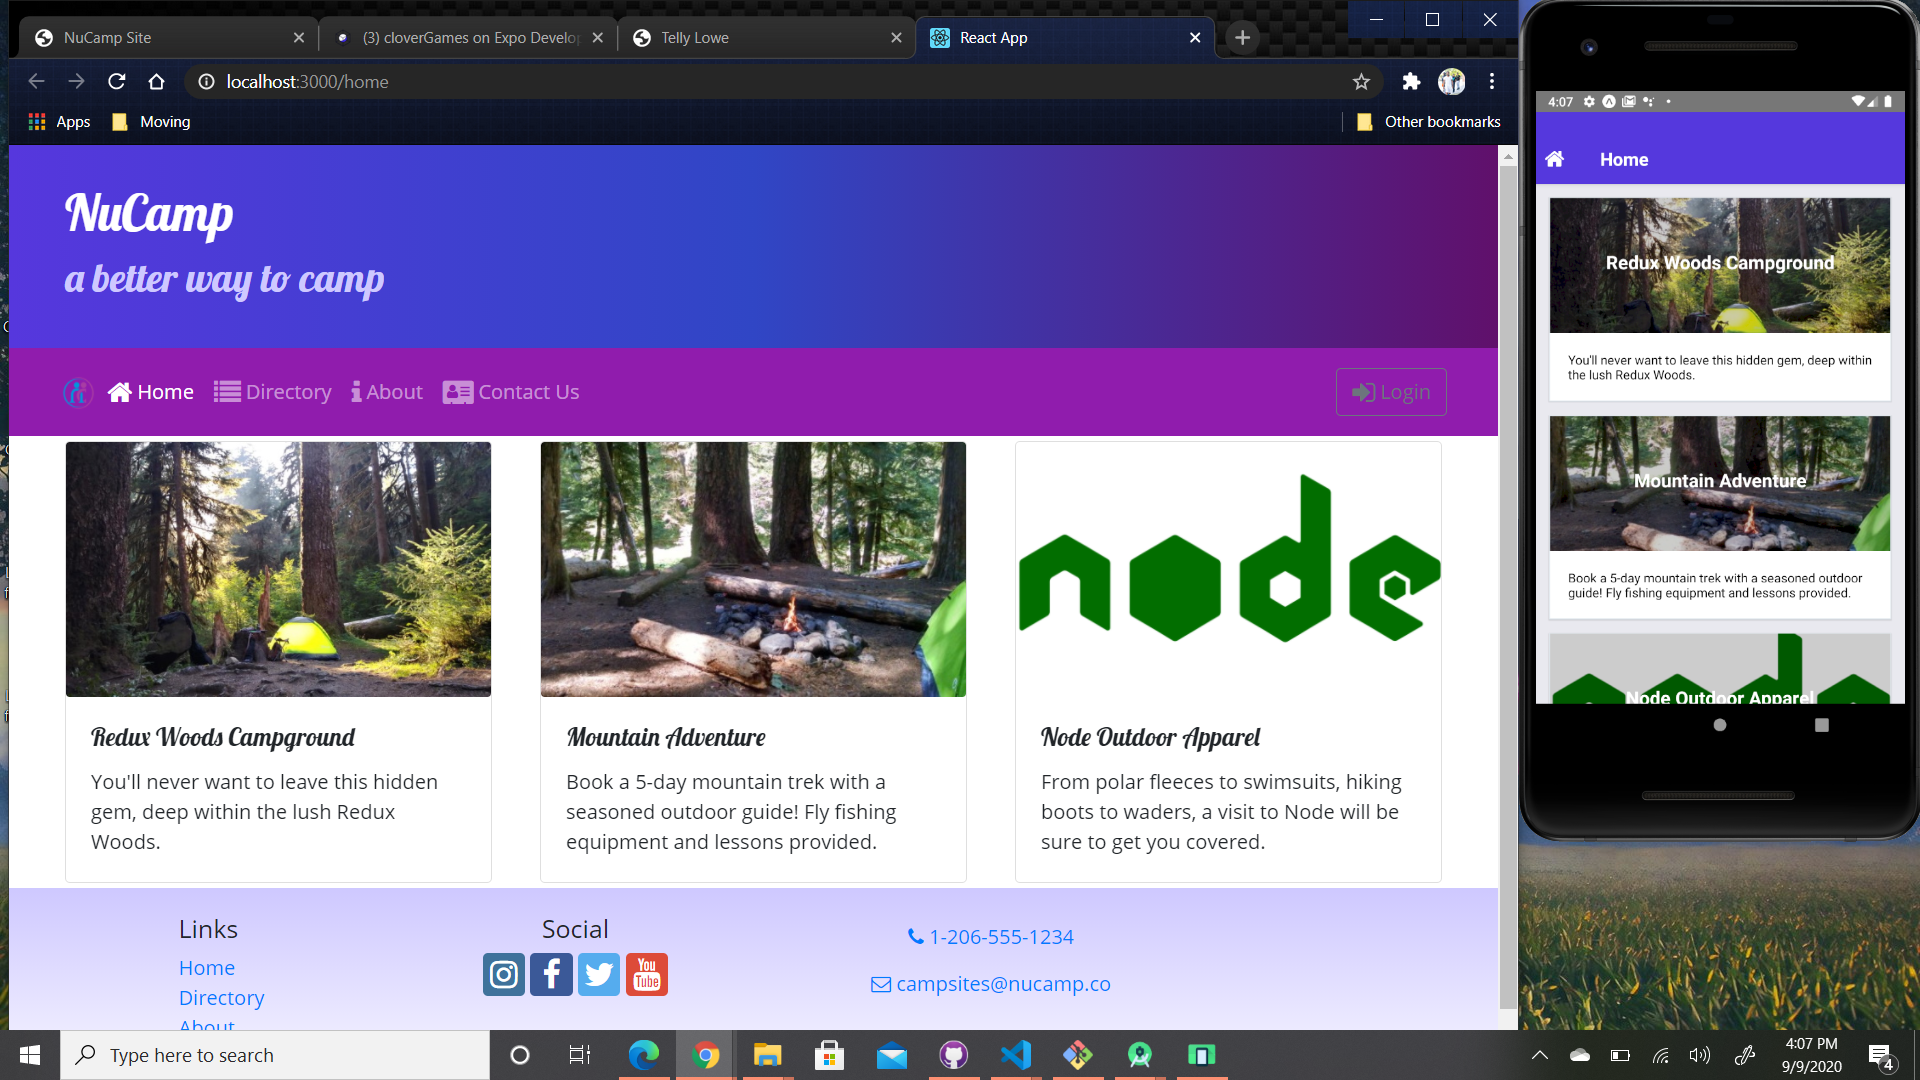 NuCamp Site
(3) cloverGames on Expo Develop
Telly Lowe
React App
localhost:3000/home
Apps
Moving
Other bookmarks
NuCamp
a better way to camp
Home
Directory
About
Contact Us
Login
node
Redux Woods Campground
You'll never want to leave this hidden
gem, deep within the lush Redux
Woods.
Mountain Adventure
Book a 5-day mountain trek with a
seasoned outdoor guide! Fly fishing
equipment and lessons provided.
Node Outdoor Apparel
From polar fleeces to swimsuits, hiking
boots to waders, a visit to Node will be
sure to get you covered.
Links
Home
Directory
About
Social
You
Tube
1-206-555-1234
campsites@nucamp.co
4:07
Home
Redux Woods Campground
You'll never want to leave this hidden gem, deep within
the lush Redux Woods.
Mountain Adventure
Book a 5-day mountain trek with a seasoned outdoor
guide! Fly fishing equipment and lessons provided.
Node Outdoor Apparel
Type here to search
4:07 PM
9/9/2020
4